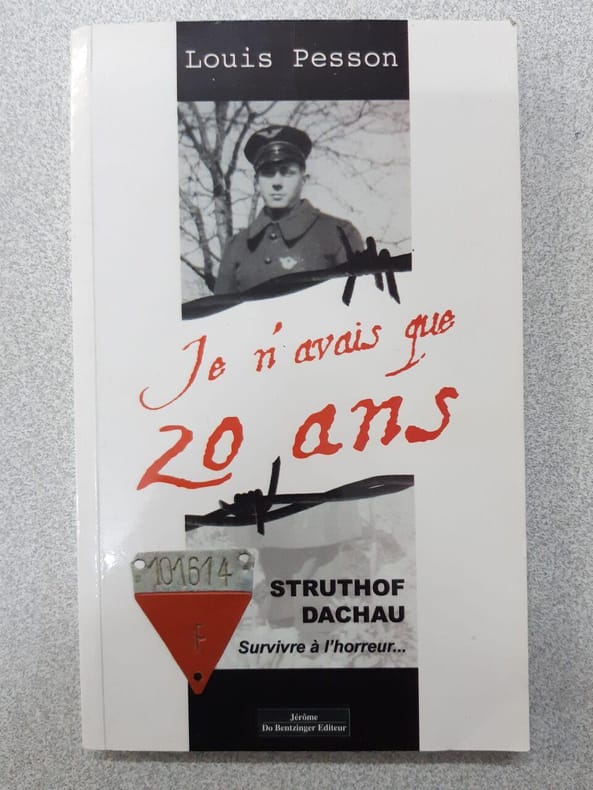 Louis Pesson
Je n'avais que
20 ans
101614
F
STRUTHOF
DACHAU
Survivre à l'horreur...
Jérôme
Do Bentzinger Editeur